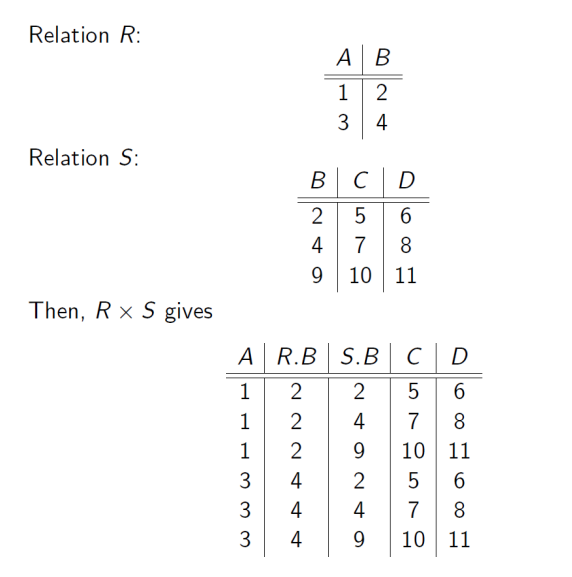 Relation R:
A B
1 2
3 4
Relation S:
B C D
2 5 6
4 7 8
9 10 11
Then, R × S gives
A R.B S.B C D
1 2 2 5 6
1 2 4 7 8
1 2 9 10 11
3 4 2 5 6
3 4 4 7 8
3 4 9 10 11